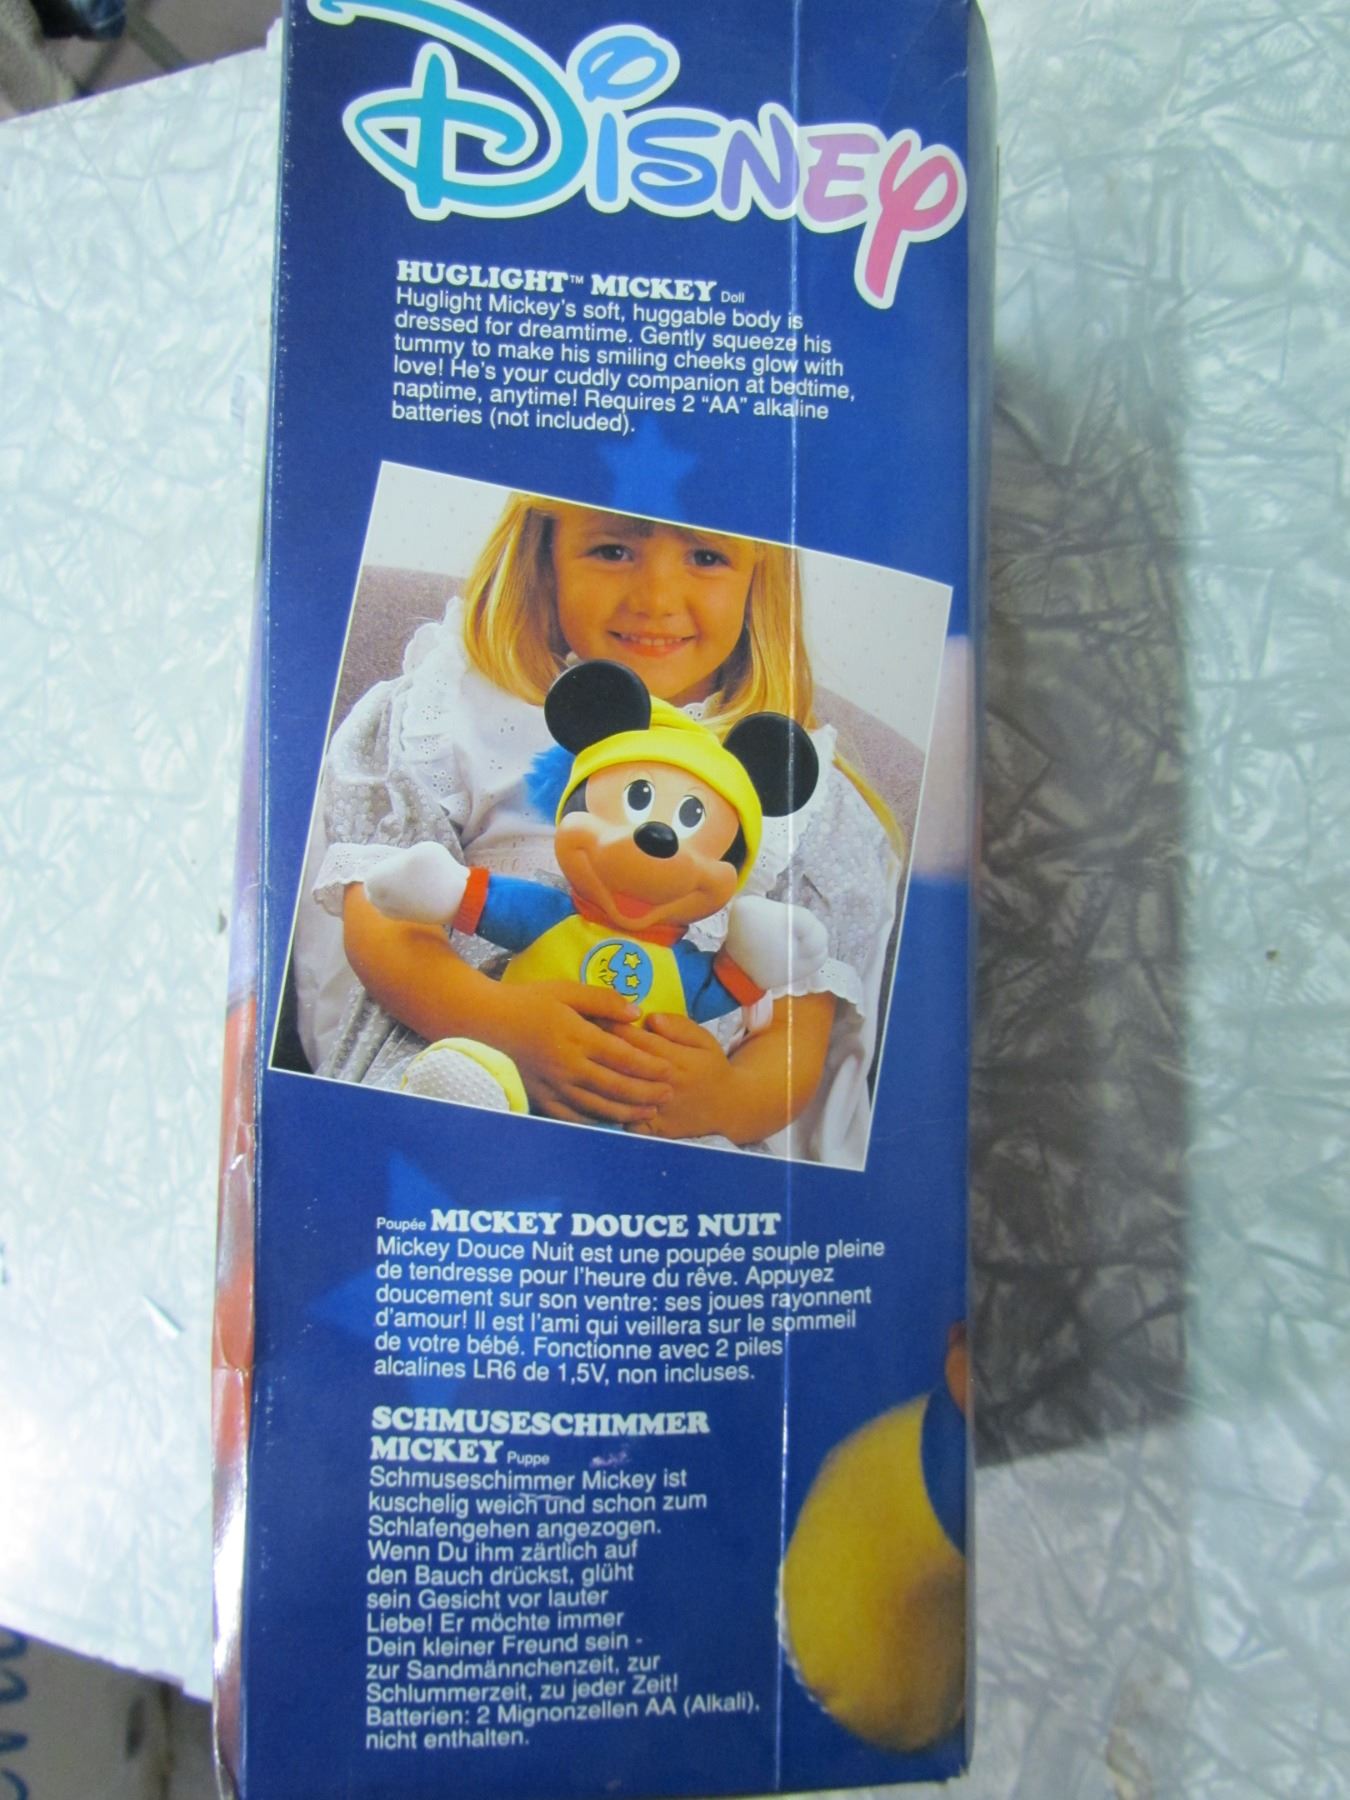 DISNEY
HUGLIGHT™ MICKEY Doll
Huglight Mickey's soft, huggable body is
dressed for dreamtime. Gently squeeze his
tummy to make his smiling cheeks glow with
love! He's your cuddly companion at bedtime,
naptime, anytime! Requires 2 “AA” alkaline
batteries (not included).
Poupée MICKEY DOUCE NUIT
Mickey Douce Nuit est une poupée souple pleine
de tendresse pour l'heure du rêve. Appuyez
doucement sur son ventre: ses joues rayonnent
d'amour! Il est l'ami qui veillera sur le sommeil
de votre bébé. Fonctionne avec 2 piles
alcalines LR6 de 1,5V, non incluses.
SCHMUSESCHIMMER
MICKEY Puppe
Schmuseschimmer Mickey ist
kuschelig weich und schon zum
Schlafengehen angezogen.
Wenn Du ihm zärtlich auf
den Bauch drückst, glüht
sein Gesicht vor lauter
Liebe! Er möchte immer
Dein kleiner Freund sein -
zur Sandmännchenzeit, zur
Schlummerzeit, zu jeder Zeit!
Batterien: 2 Mignonzellen AA (Alkali),
nicht enthalten.